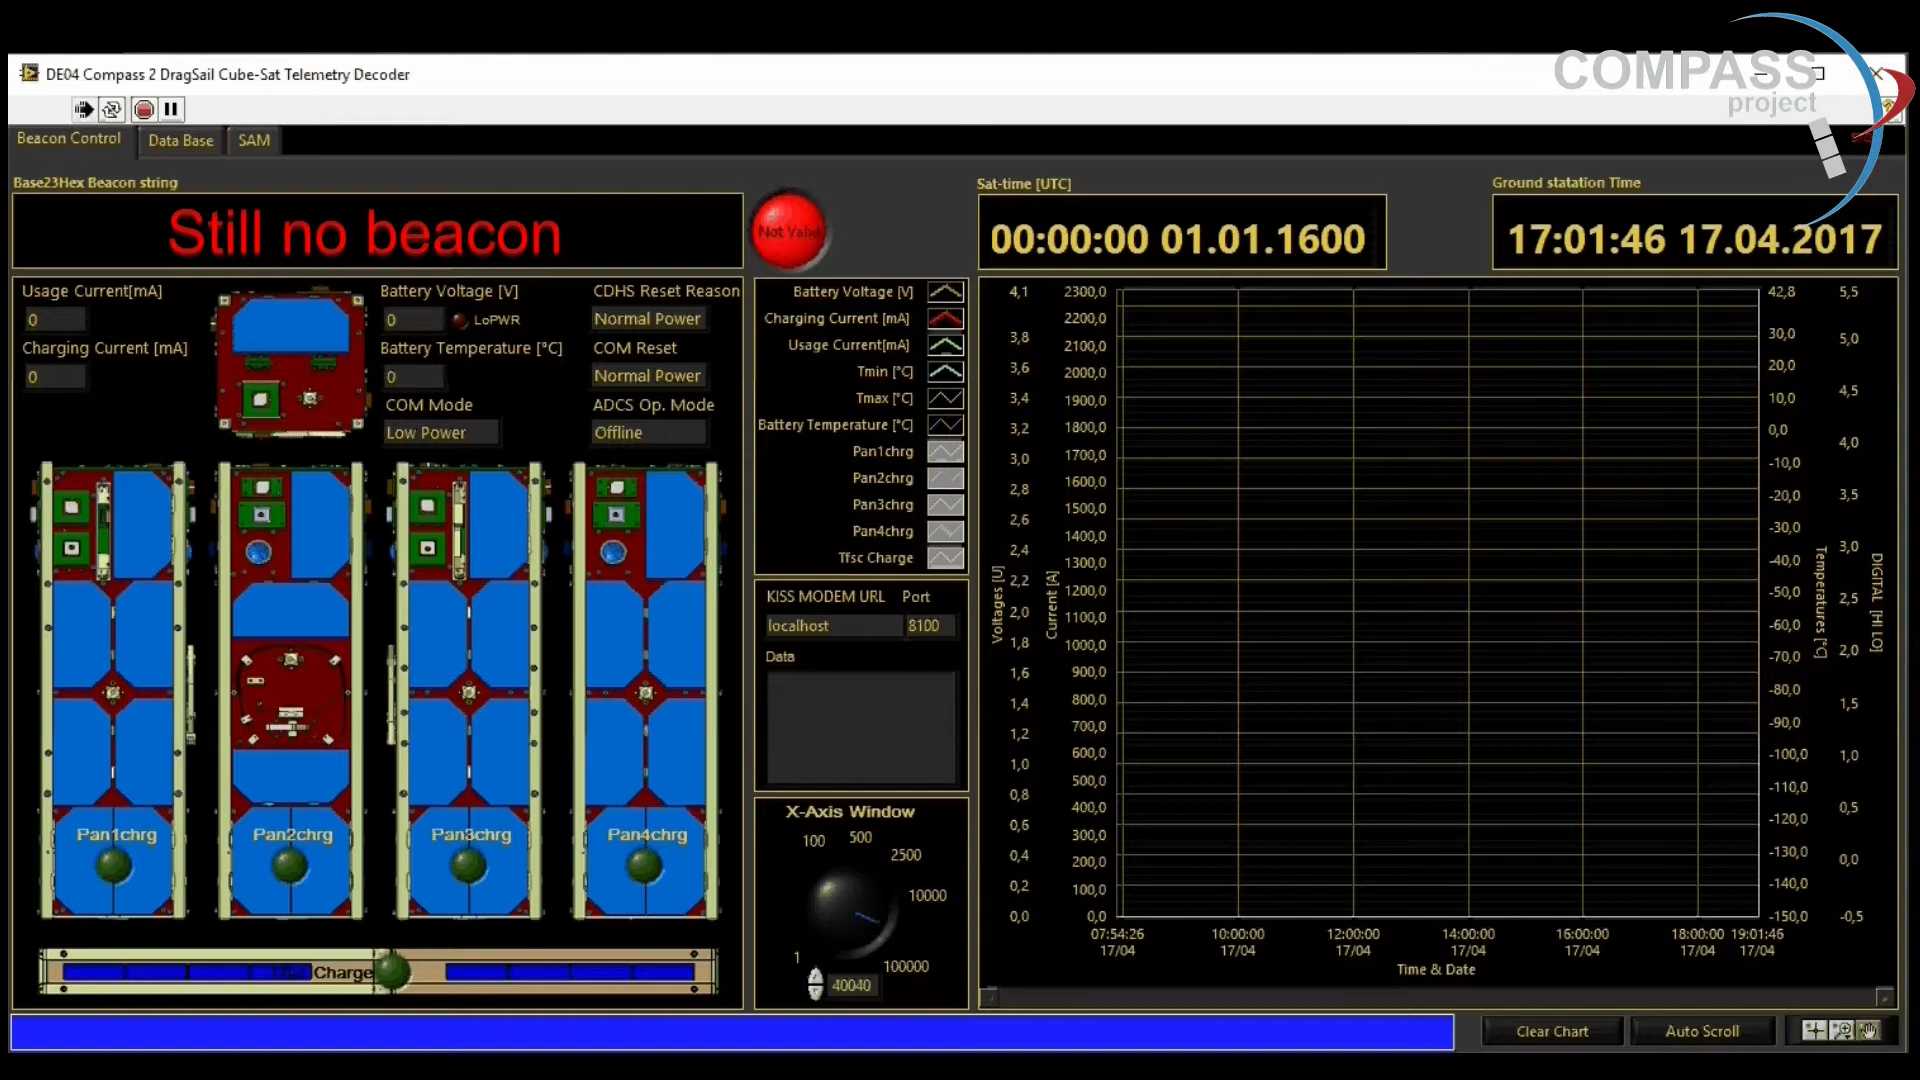 COMPASS
project
DE04 Compass 2 DragSail Cube-Sat Telemetry Decoder
Beacon Control
Data Base
SAM
Base23Hex Beacon string
Still no beacon
Not Valid
Sat-time [UTC]
00:00:00 01.01.1600
Ground statation Time
17:01:46 17.04.2017
Usage Current[mA]
0
Charging Current [mA]
0
Battery Voltage [V]
0
LoPWR
Battery Temperature [°C]
0
COM Mode
Low Power
CDHS Reset Reason
Normal Power
COM Reset
Normal Power
ADCS Op. Mode
Offline
Pan1chrg
Pan2chrg
Pan3chrg
Pan4chrg
Charge
Battery Voltage [V]
Charging Current [mA]
Usage Current[mA]
Tmin [°C]
Tmax [°C]
Battery Temperature [°C]
Pan1chrg
Pan2chrg
Pan3chrg
Pan4chrg
Tfsc Charge
KISS MODEM URL Port
localhost 8100
Data
X-Axis Window
1
100
500
2500
10000
100000
40040
Voltages [U]
4,1
3,8
3,6
3,4
3,2
3,0
2,8
2,6
2,4
2,2
2,0
1,8
1,6
1,4
1,2
1,0
0,8
0,6
0,4
0,2
0,0
Current [A]
2300,0
2200,0
2100,0
2000,0
1900,0
1800,0
1700,0
1600,0
1500,0
1400,0
1300,0
1200,0
1100,0
1000,0
900,0
800,0
700,0
600,0
500,0
400,0
300,0
200,0
100,0
0,0
42,8
30,0
20,0
10,0
0,0
-10,0
-20,0
-30,0
-40,0
-50,0
-60,0
-70,0
-80,0
-90,0
-100,0
-110,0
-120,0
-130,0
-140,0
-150,0
Temperatures [°C]
5,5
5,0
4,5
4,0
3,5
3,0
2,5
2,0
1,5
1,0
0,5
0,0
-0,5
DIGITAL [HI LO]
07:54:26 10:00:00 12:00:00 14:00:00 16:00:00 18:00:00 19:01:46
17/04 17/04 17/04 17/04 17/04 17/04 17/04
Time & Date
Clear Chart
Auto Scroll